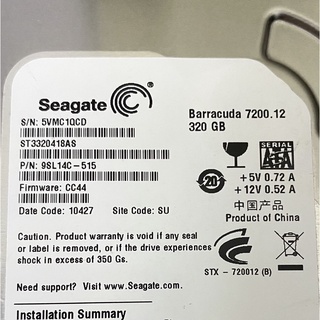 Seagate
S/N: 5VMC1QCD
ST3320418AS
P/N: 9SL14C-515
Firmware: CC44
Date Code: 10427 Site Code: SU
Barracuda 7200.12
320 GB
SERIAL
SATA
20
+5V 0.72 A
+12V 0.52 A
中国产品
Product of China
Caution. Product warranty is void if any seal
or label is removed, or if the drive experiences
shock in excess of 350 Gs.
STX - 720012 (B)
Need assistance? Visit www.Seagate.com
Installation Summary